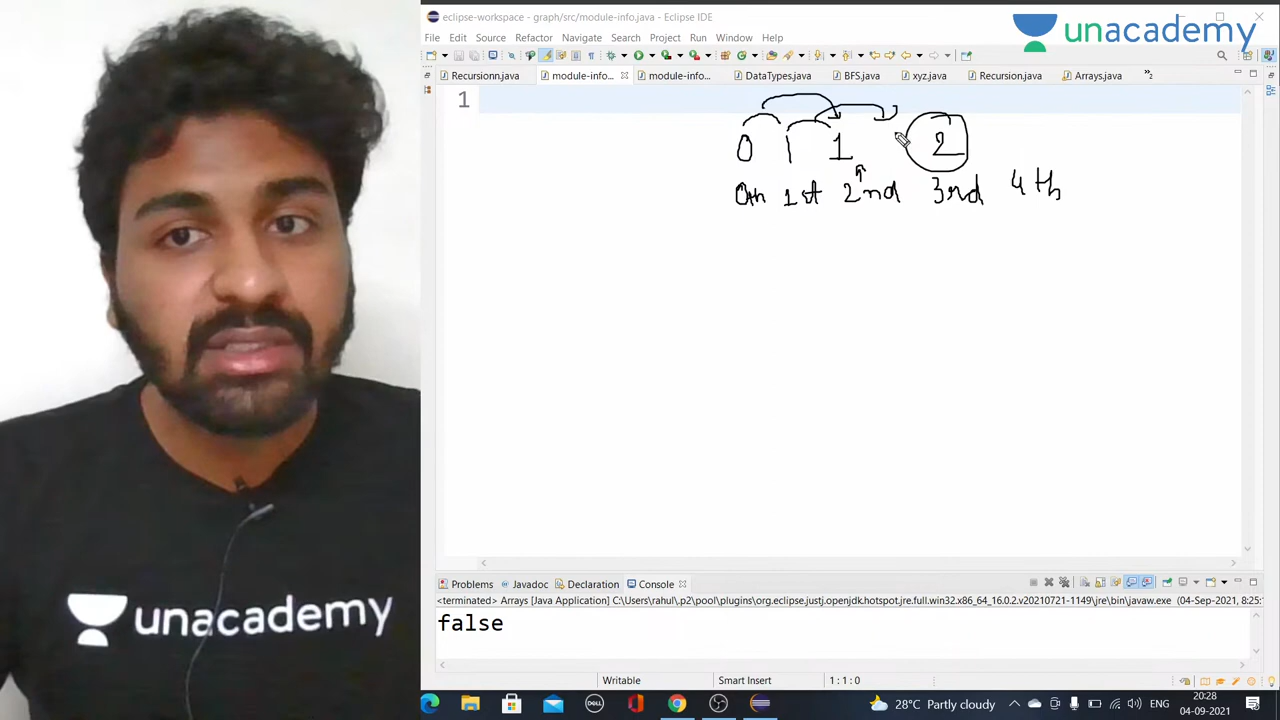 eclipse-workspace - graph/src/module-info.java - Eclipse IDE
unacademy
File Edit Source Refactor Navigate Search Project Run Window Help
Recursionn.java module-info... module-info... DataTypes.java BFS.java xyz.java Recursion.java Arrays.java
1
0 1 1 2
0th 1st 2nd 3rd 4th
unacademy
Problems Javadoc Declaration Console
<terminated> Arrays [Java Application] C:\Users\rahul\.p2\pool\plugins\org.eclipse.justj.openjdk.hotspot.jre.full.win32.x86_64_16.0.2.v20210721-1149\jre\bin\javaw.exe (04-Sep-2021, 8:25:
false
Writable Smart Insert 1 : 1 : 0
28°C Partly cloudy ENG 20:28
04-09-2021